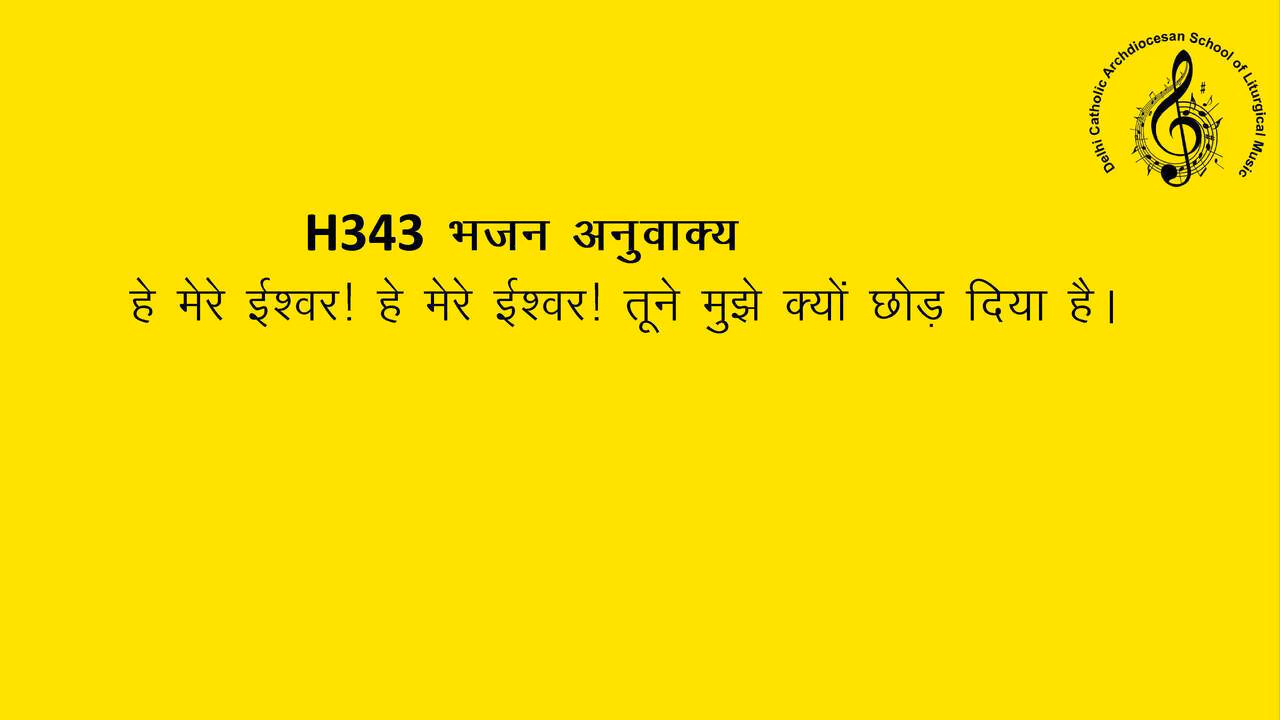 Delhi Catholic Archdiocesan School of Liturgical Music
H343 भजन अनुवाक्य
हे मेरे ईश्वर! हे मेरे ईश्वर! तूने मुझे क्यों छोड़ दिया है।